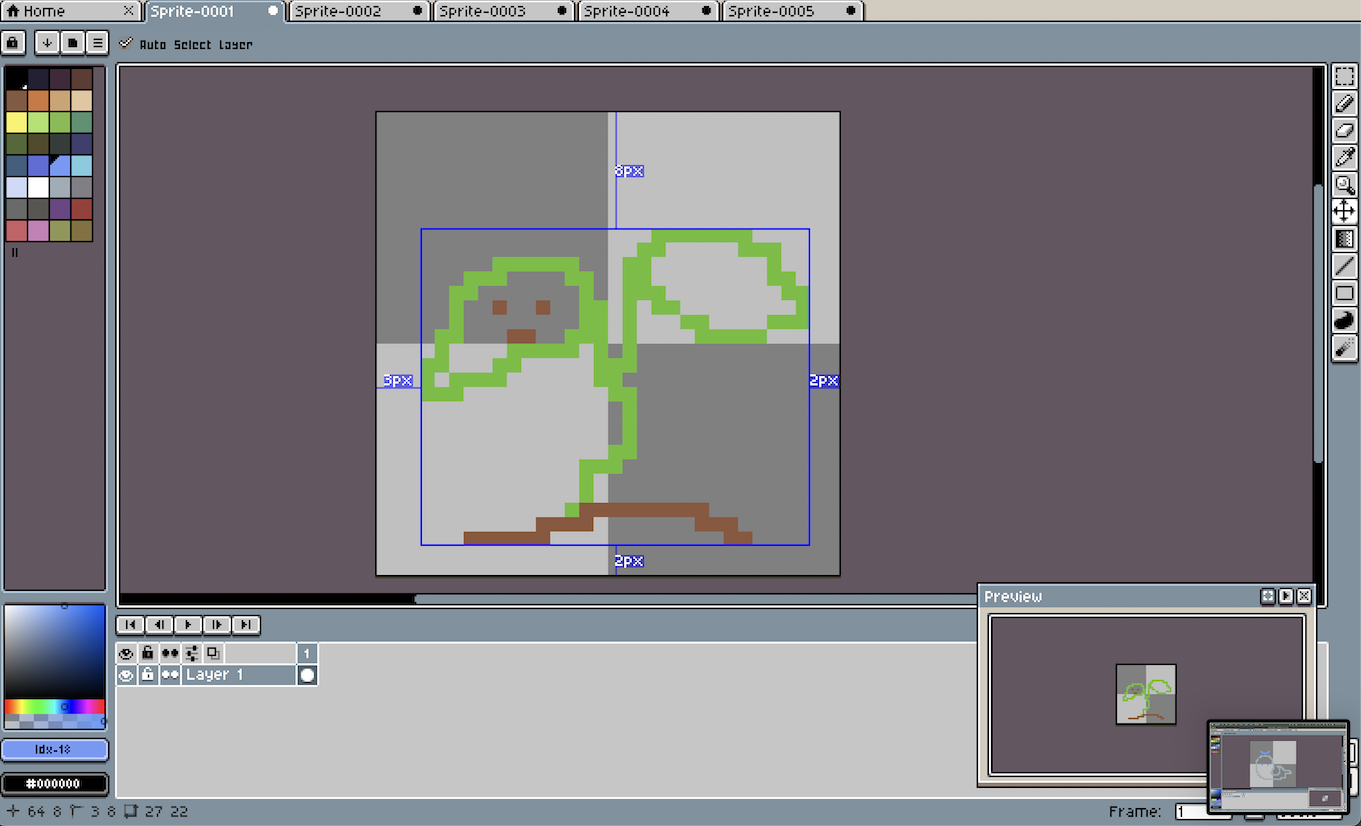 Home
Sprite-0001
Sprite-0002
Sprite-0003
Sprite-0004
Sprite-0005
Auto Select Layer
8px
3px
2px
2px
Preview
1
Layer 1
Idx-18
#000000
64 8 3 8 27 22
Frame: 1